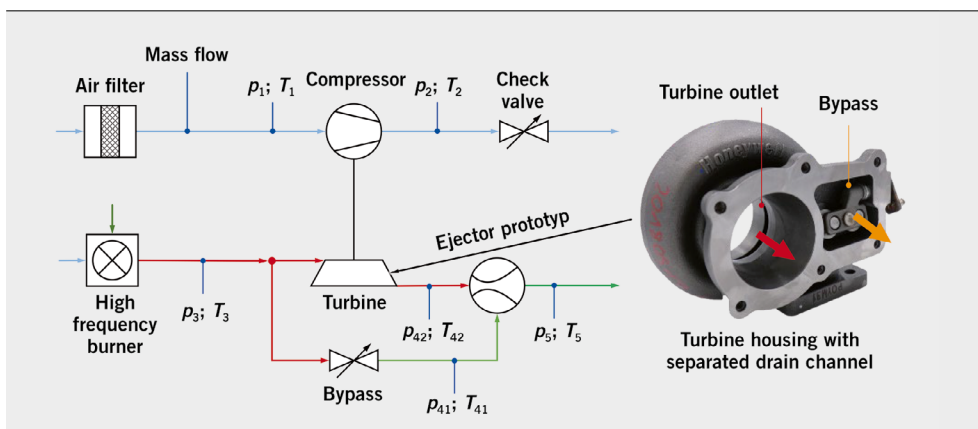 Mass flow
Air filter
p1; T1
Compressor
p2; T2
Check
valve
High
frequency
burner
p3; T3
Turbine
Ejector prototyp
p42; T42
p5; T5
Bypass
p41; T41
Turbine outlet
Bypass
Honeywell
Turbine housing with
separated drain channel